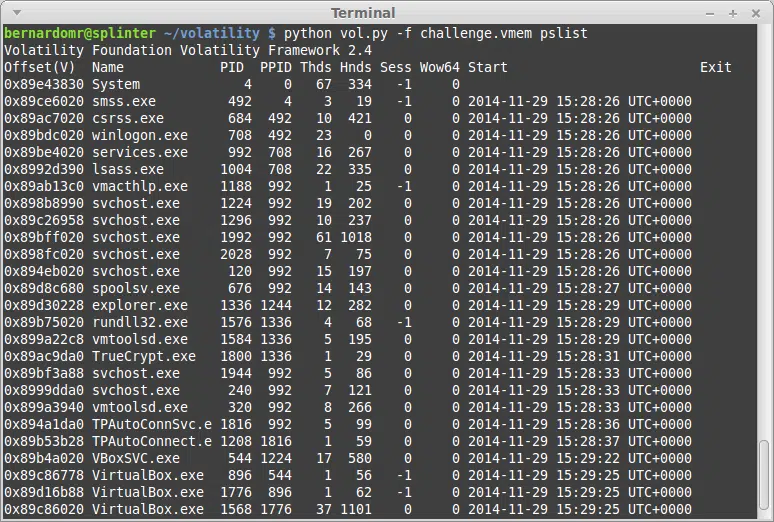 Terminal
bernardomr@splinter ~/volatility $ python vol.py -f challenge.vmem pslist
Volatility Foundation Volatility Framework 2.4
Offset(V) Name PID PPID Thds Hnds Sess Wow64 Start Exit
0x89e43830 System 4 0 67 334 -1 0
0x89ce6020 smss.exe 492 4 3 19 -1 0 2014-11-29 15:28:26 UTC+0000
0x89ac7020 csrss.exe 684 492 10 421 0 0 2014-11-29 15:28:26 UTC+0000
0x89bdc020 winlogon.exe 708 492 23 0 0 0 2014-11-29 15:28:26 UTC+0000
0x89be4020 services.exe 992 708 16 267 0 0 2014-11-29 15:28:26 UTC+0000
0x8992d390 lsass.exe 1004 708 22 335 0 0 2014-11-29 15:28:26 UTC+0000
0x89ab13c0 vmacthlp.exe 1188 992 1 25 -1 0 2014-11-29 15:28:26 UTC+0000
0x898b8990 svchost.exe 1224 992 19 202 0 0 2014-11-29 15:28:26 UTC+0000
0x89c26958 svchost.exe 1296 992 10 237 0 0 2014-11-29 15:28:26 UTC+0000
0x89bff020 svchost.exe 1992 992 61 1018 0 0 2014-11-29 15:28:26 UTC+0000
0x898fc020 svchost.exe 2028 992 7 75 0 0 2014-11-29 15:28:26 UTC+0000
0x894eb020 svchost.exe 120 992 15 197 0 0 2014-11-29 15:28:26 UTC+0000
0x89d8c680 spoolsv.exe 676 992 14 143 0 0 2014-11-29 15:28:27 UTC+0000
0x89d30228 explorer.exe 1336 1244 12 282 0 0 2014-11-29 15:28:29 UTC+0000
0x89b75020 rundll32.exe 1576 1336 4 68 -1 0 2014-11-29 15:28:29 UTC+0000
0x899a22c8 vmtoolsd.exe 1584 1336 5 195 0 0 2014-11-29 15:28:29 UTC+0000
0x89ac9da0 TrueCrypt.exe 1800 1336 1 29 0 0 2014-11-29 15:28:31 UTC+0000
0x89bf3a88 svchost.exe 1944 992 5 86 0 0 2014-11-29 15:28:33 UTC+0000
0x8999dda0 svchost.exe 240 992 7 121 0 0 2014-11-29 15:28:33 UTC+0000
0x899a3940 vmtoolsd.exe 320 992 8 266 0 0 2014-11-29 15:28:33 UTC+0000
0x894a1da0 TPAutoConnSvc.e 1816 992 5 99 0 0 2014-11-29 15:28:36 UTC+0000
0x89b53b28 TPAutoConnect.e 1208 1816 1 59 0 0 2014-11-29 15:28:37 UTC+0000
0x89b4a020 VBoxSVC.exe 544 1224 17 580 0 0 2014-11-29 15:29:22 UTC+0000
0x89c86778 VirtualBox.exe 896 544 1 56 -1 0 2014-11-29 15:29:25 UTC+0000
0x89d16b88 VirtualBox.exe 1776 896 1 62 -1 0 2014-11-29 15:29:25 UTC+0000
0x89c86020 VirtualBox.exe 1568 1776 37 1101 0 0 2014-11-29 15:29:25 UTC+0000